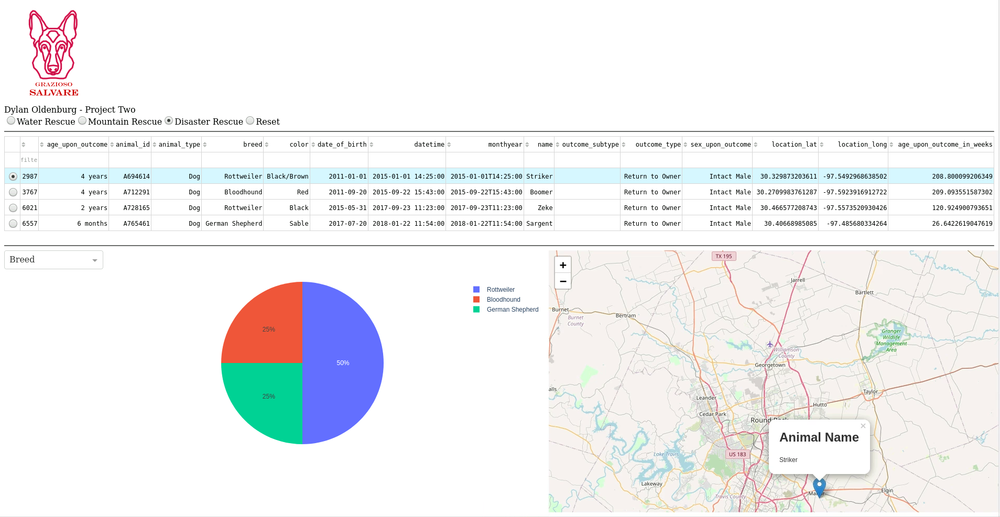 GRAZIOSO
SALVARE
Dylan Oldenburg - Project Two
Water Rescue Mountain Rescue Disaster Rescue Reset
age_upon_outcome animal_id animal_type breed color date_of_birth datetime monthyear name outcome_subtype outcome_type sex_upon_outcome location_lat location_long age_upon_outcome_in_weeks
filte
2987 4 years A694614 Dog Rottweiler Black/Brown 2011-01-01 2015-01-01 14:25:00 2015-01-01T14:25:00 Striker Return to Owner Intact Male 30.329873203611 -97.5492968638502 208.800099206349
3767 4 years A712291 Dog Bloodhound Red 2011-09-20 2015-09-22 15:43:00 2015-09-22T15:43:00 Boomer Return to Owner Intact Male 30.2709983761287 -97.5923916912722 209.093551587302
6021 2 years A728165 Dog Rottweiler Black 2015-05-31 2017-09-23 11:23:00 2017-09-23T11:23:00 Zeke Return to Owner Intact Male 30.466577208743 -97.5573520930426 120.924900793651
6557 6 months A765461 Dog German Shepherd Sable 2017-07-20 2018-01-22 11:54:00 2018-01-22T11:54:00 Sargent Return to Owner Intact Male 30.40668985085 -97.485680334264 26.6422619047619
Breed
Rottweiler
Bloodhound
German Shepherd
25%
50%
25%
+
−
TX 195
Jarrell
Bartlett
Burnet
Burnet
County
Bertram
Granger
Wildlife
Management
Area
Williamson
County
Georgetown
alls
Taylor
Leander
Hutto
Cedar Park
Round Rock
×
Animal Name
Striker
US 183
Lake Travis
Lakeway
Travis County
Manor
Elgin